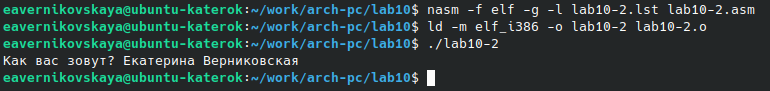 eavernikovskaya@ubuntu-katerok:~/work/arch-pc/lab10$ nasm -f elf -g -l lab10-2.lst lab10-2.asm
eavernikovskaya@ubuntu-katerok:~/work/arch-pc/lab10$ ld -m elf_i386 -o lab10-2 lab10-2.o
eavernikovskaya@ubuntu-katerok:~/work/arch-pc/lab10$ ./lab10-2
Как вас зовут? Екатерина Верниковская
eavernikovskaya@ubuntu-katerok:~/work/arch-pc/lab10$